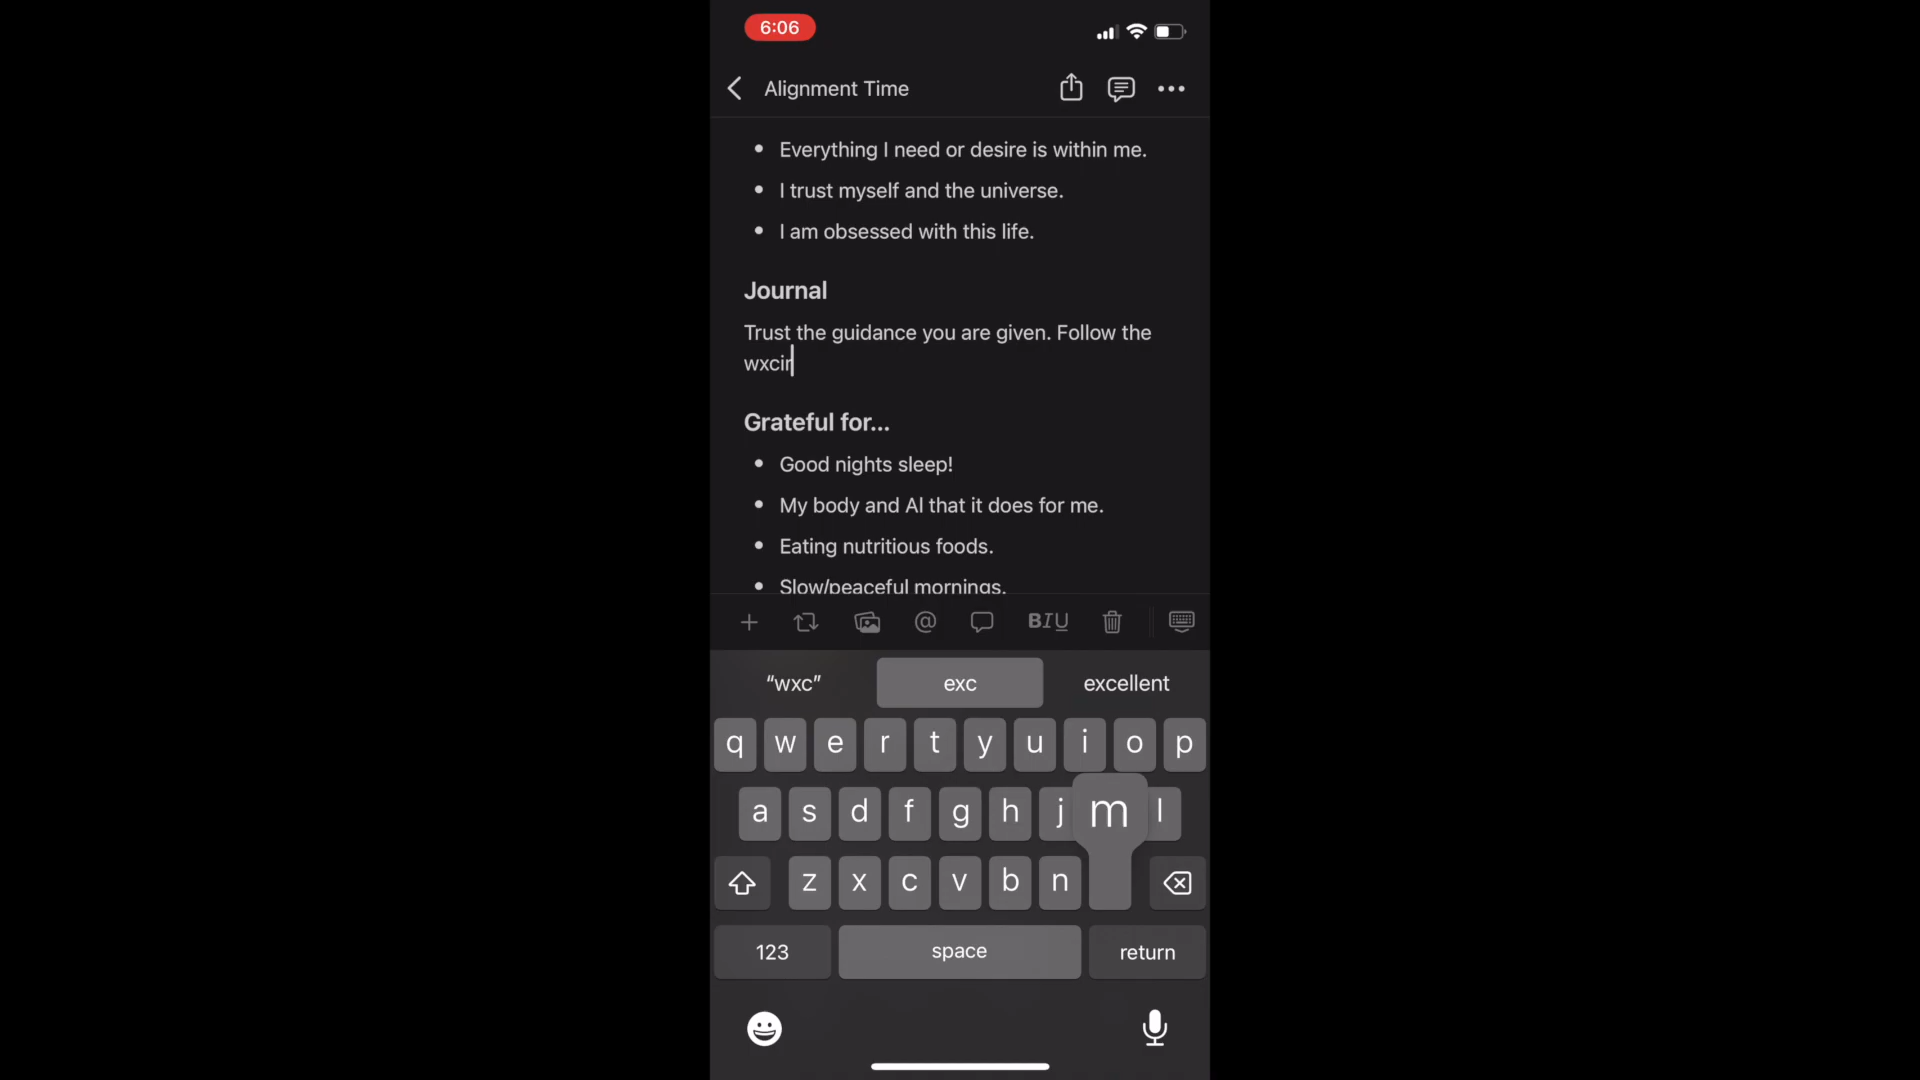 6:06
Alignment Time
• Everything I need or desire is within me.
• I trust myself and the universe.
• I am obsessed with this life.
Journal
Trust the guidance you are given. Follow the
wxcir
Grateful for...
• Good nights sleep!
• My body and Al that it does for me.
• Eating nutritious foods.
• Slow/peaceful mornings.
@ BIU
“wxc” exc excellent
q w e r t y u i o p
a s d f g h j m l
z x c v b n
123 space return